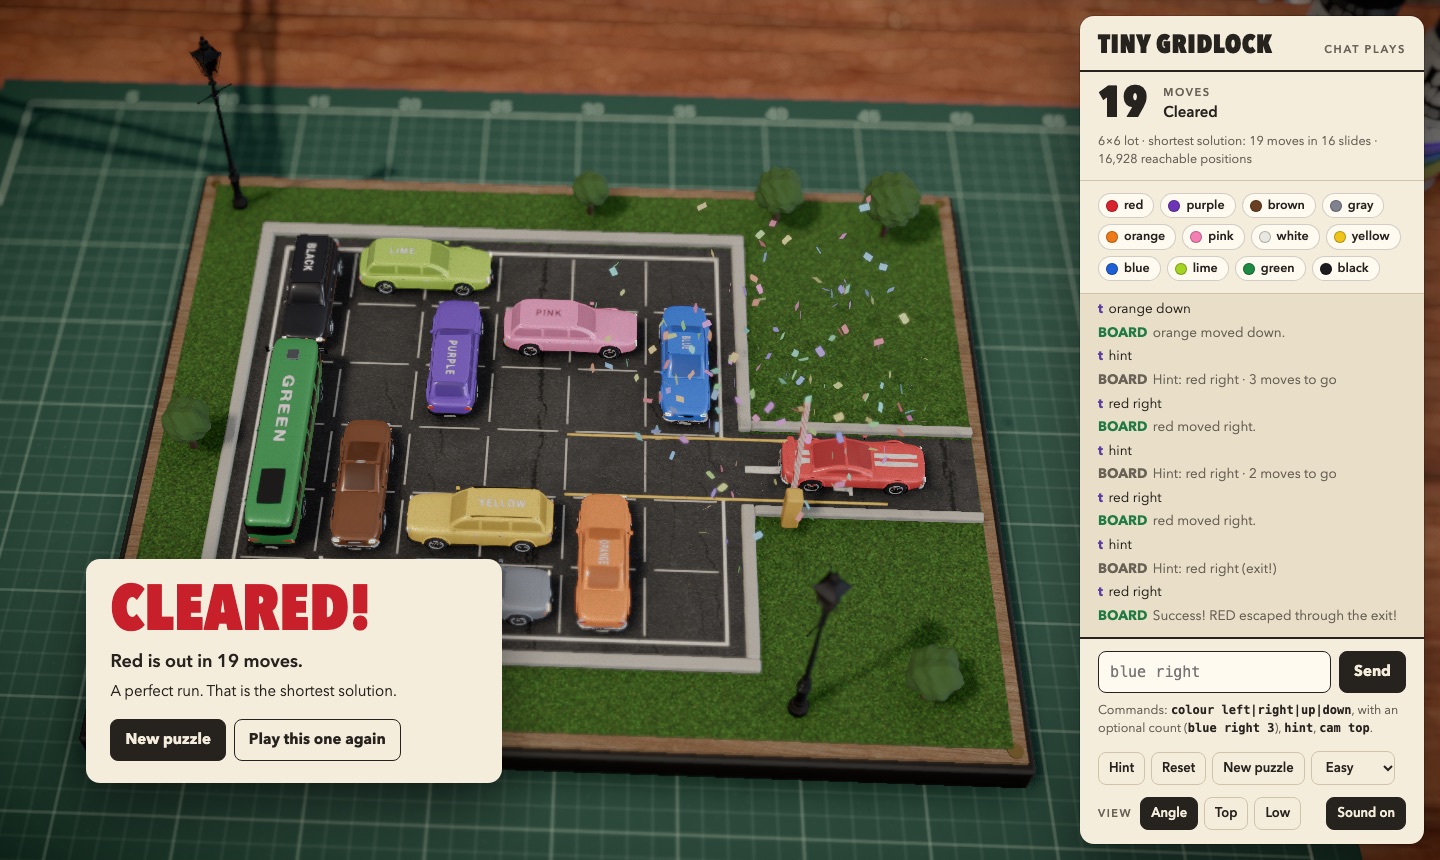 TINY GRIDLOCK
CHAT PLAYS
19
MOVES
Cleared
6×6 lot · shortest solution: 19 moves in 16 slides ·
16,928 reachable positions
red
purple
brown
gray
orange
pink
white
yellow
blue
lime
green
black
t orange down
BOARD orange moved down.
t hint
BOARD Hint: red right · 3 moves to go
t red right
BOARD red moved right.
t hint
BOARD Hint: red right · 2 moves to go
t red right
BOARD red moved right.
t hint
BOARD Hint: red right (exit!)
t red right
BOARD Success! RED escaped through the exit!
blue right
Send
Commands: colour left|right|up|down, with an
optional count (blue right 3), hint, cam top.
Hint
Reset
New puzzle
Easy
VIEW
Angle
Top
Low
Sound on
BLACK
LIME
PINK
PURPLE
BLUE
GREEN
YELLOW
ORANGE
CLEARED!
Red is out in 19 moves.
A perfect run. That is the shortest solution.
New puzzle
Play this one again